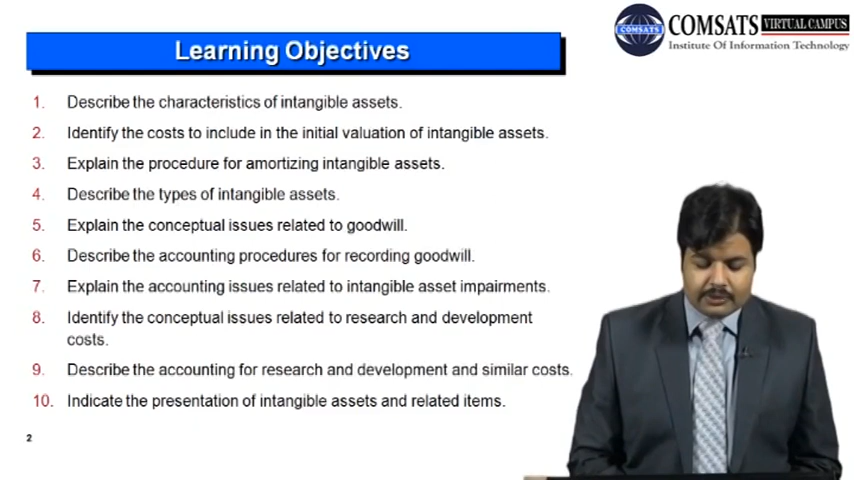 COMSATS VIRTUAL CAMPUS
COMSATS
Institute Of Information Technology
Learning Objectives
1. Describe the characteristics of intangible assets.
2. Identify the costs to include in the initial valuation of intangible assets.
3. Explain the procedure for amortizing intangible assets.
4. Describe the types of intangible assets.
5. Explain the conceptual issues related to goodwill.
6. Describe the accounting procedures for recording goodwill.
7. Explain the accounting issues related to intangible asset impairments.
8. Identify the conceptual issues related to research and development
costs.
9. Describe the accounting for research and development and similar costs.
10. Indicate the presentation of intangible assets and related items.
2